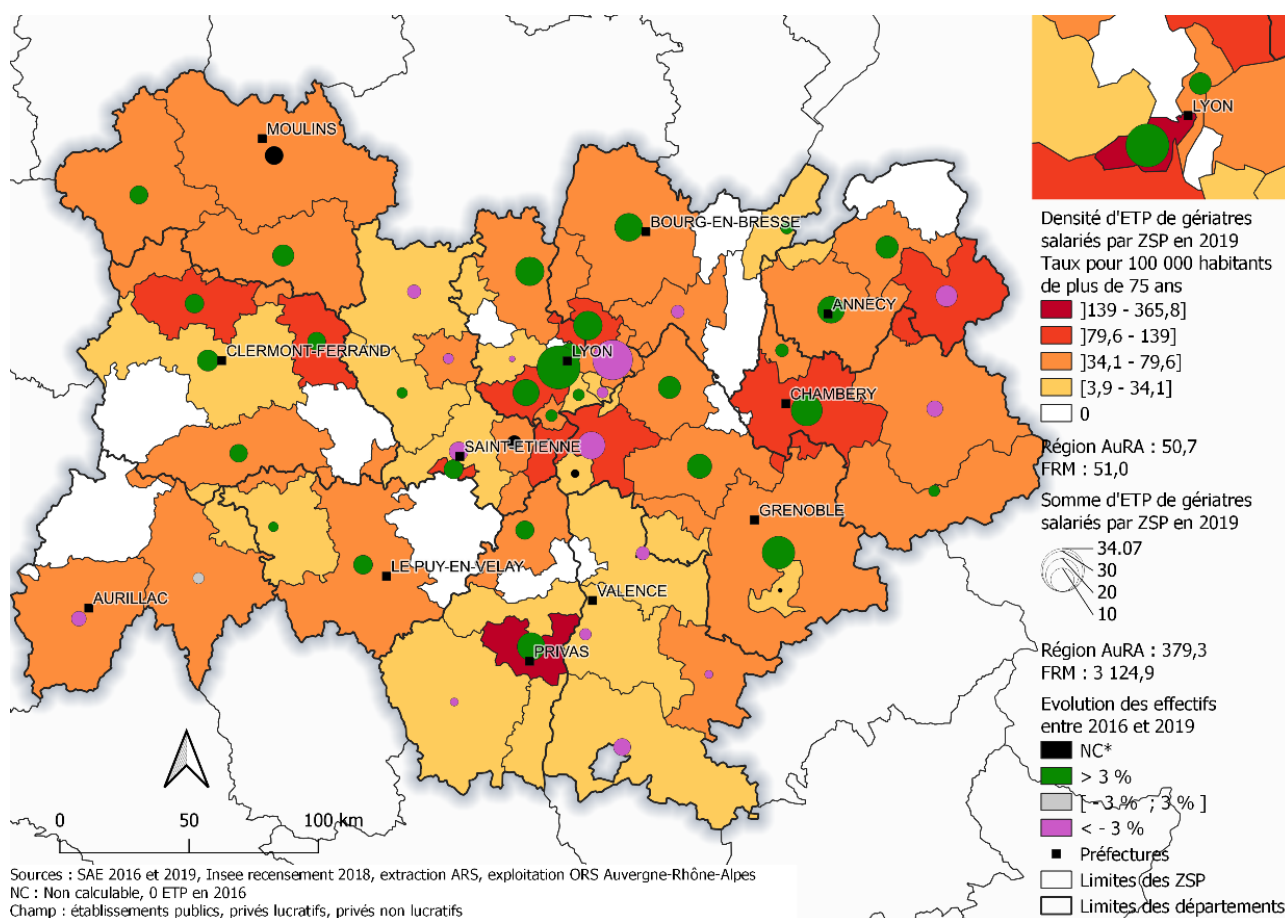 MOULINS
BOURG-EN-BRESSE
ANNECY
CLERMONT-FERRAND
LYON
CHAMBERY
SAINT-ETIENNE
GRENOBLE
LE PUY-EN-VELAY
AURILLAC
VALENCE
PRIVAS
0 50 100 km
Sources : SAE 2016 et 2019, Insee recensement 2018, extraction ARS, exploitation ORS Auvergne-Rhône-Alpes
NC : Non calculable, 0 ETP en 2016
Champ : établissements publics, privés lucratifs, privés non lucratifs
LYON
Densité d'ETP de gériatres
salariés par ZSP en 2019
Taux pour 100 000 habitants
de plus de 75 ans
]139 - 365,8]
]79,6 - 139]
]34,1 - 79,6]
[3,9 - 34,1]
0
Région AuRA : 50,7
FRM : 51,0
Somme d'ETP de gériatres
salariés par ZSP en 2019
34.07
30
20
10
Région AuRA : 379,3
FRM : 3 124,9
Evolution des effectifs
entre 2016 et 2019
NC*
> 3 %
[ - 3 % ; 3 % ]
< - 3 %
Préfectures
Limites des ZSP
Limites des départements